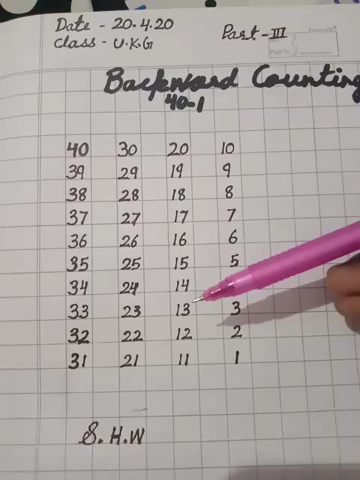 Date - 20.4.20
Class - U.K.G
Part - III
Backward Counting
40-1
40 30 20 10
39 29 19 9
38 28 18 8
37 27 17 7
36 26 16 6
35 25 15 5
34 24 14
33 23 13 3
32 22 12 2
31 21 11 1
S.H.W